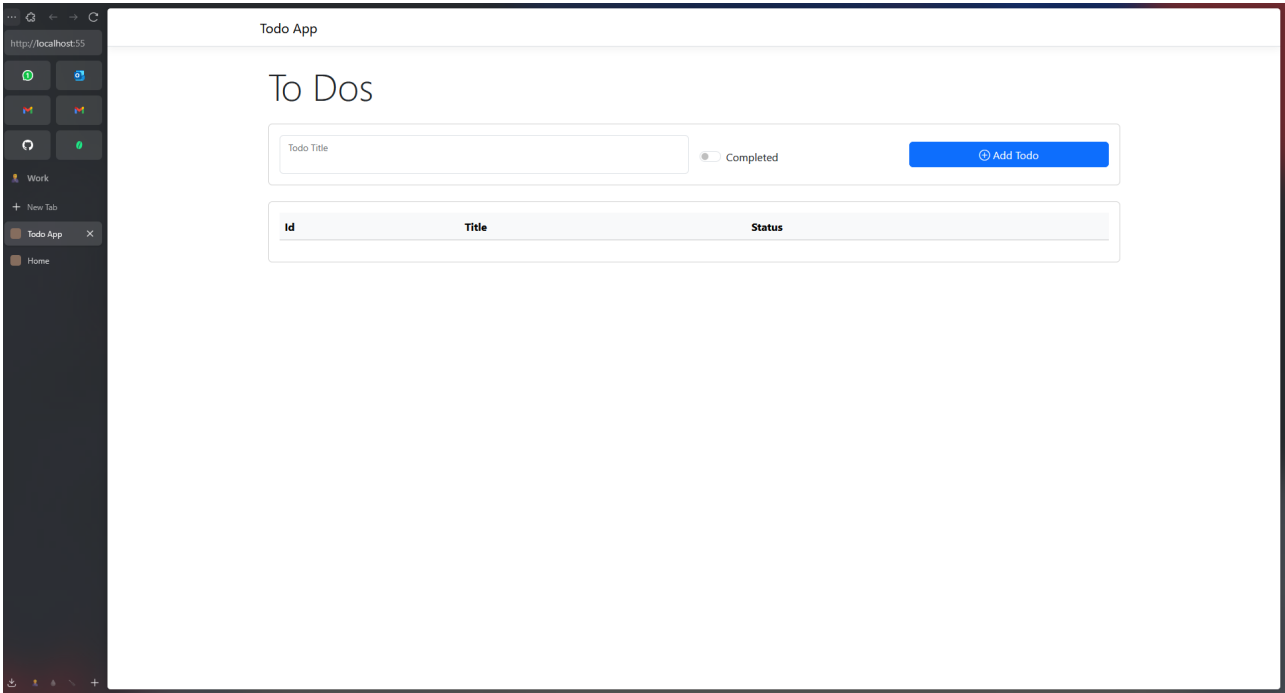 http://localhost:55
Work
New Tab
Todo App
Home
Todo App
To Dos
Todo Title
Completed
Add Todo
Id Title Status